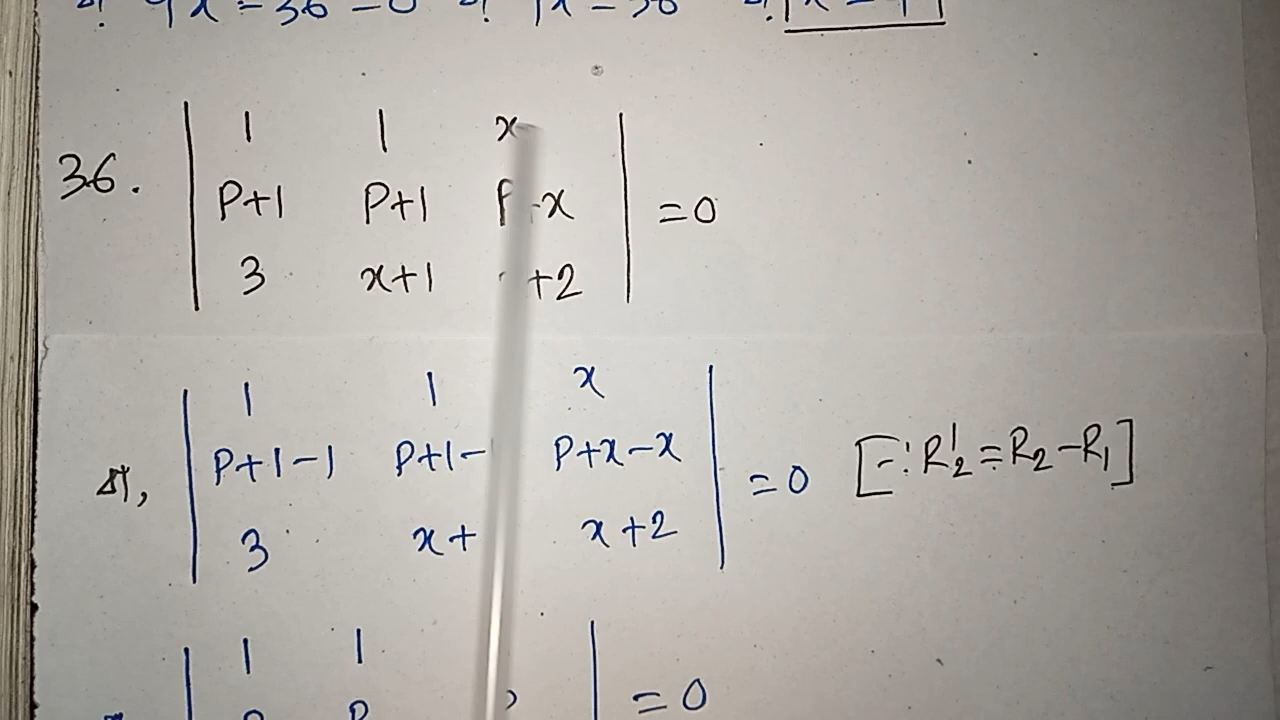 36. | 1 1 x |
| P+1 P+1 P x | =0
| 3 x+1 +2 |
বা, | 1 1 x |
| P+1-1 P+1- P+x-x | =0 [∵R₂'=R₂-R₁]
| 3 x+ x+2 |
| 1 1 | =0